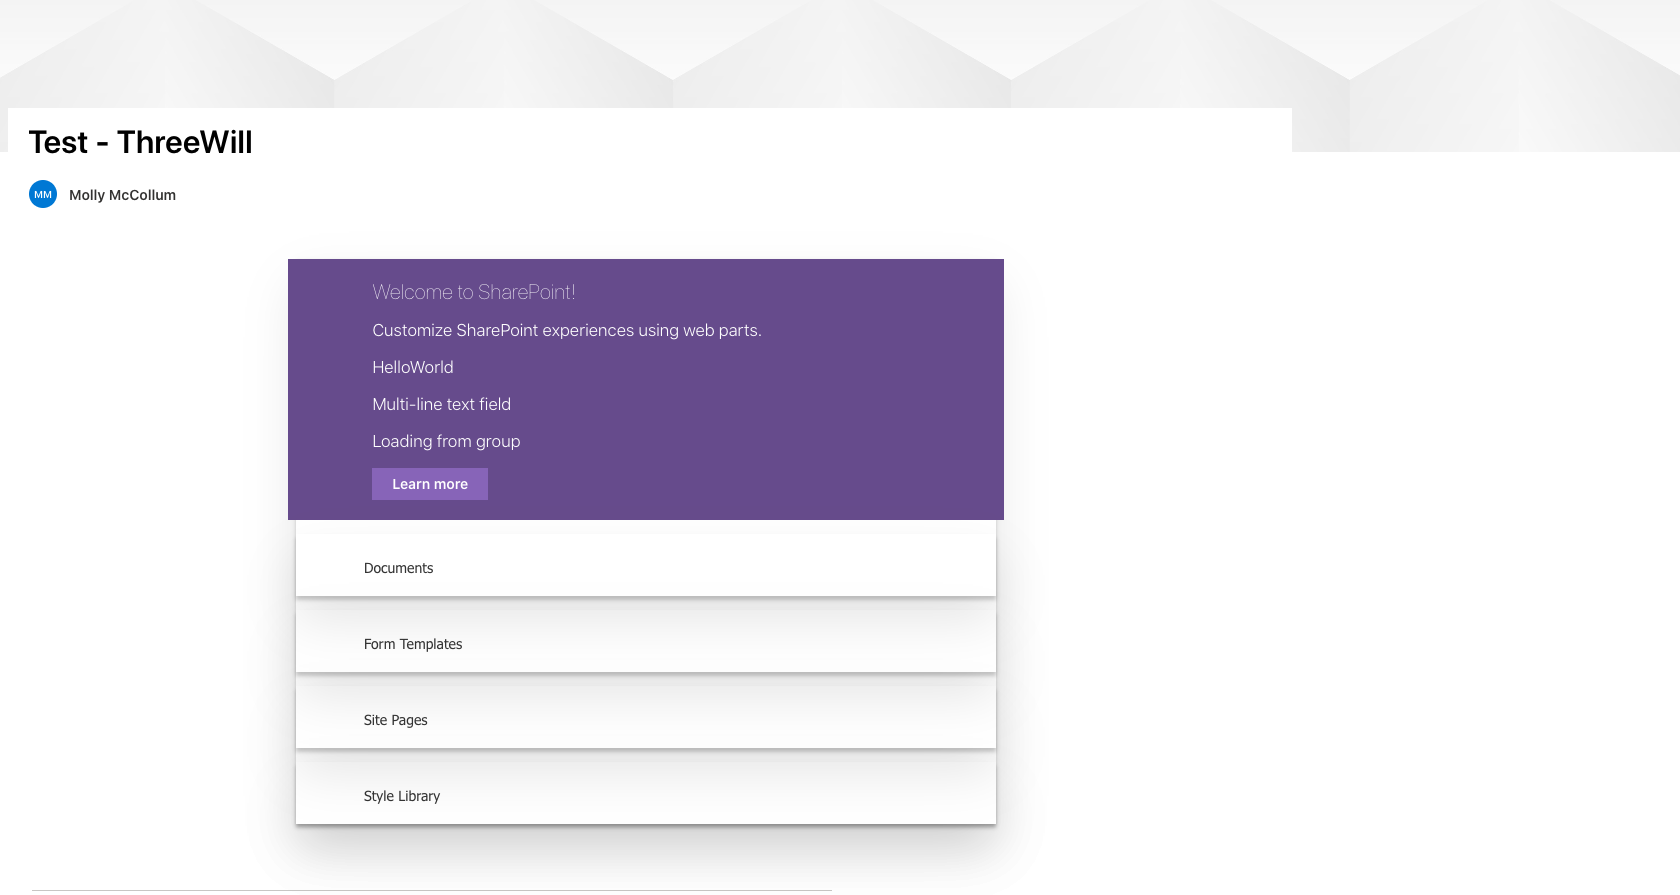 Test - ThreeWill
MM
Molly McCollum
Welcome to SharePoint!
Customize SharePoint experiences using web parts.
HelloWorld
Multi-line text field
Loading from group
Learn more
Documents
Form Templates
Site Pages
Style Library